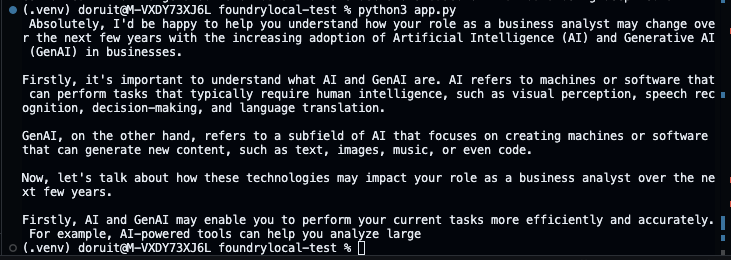 (.venv) doruit@M-VXDY73XJ6L foundrylocal-test % python3 app.py
Absolutely, I'd be happy to help you understand how your role as a business analyst may change ove
r the next few years with the increasing adoption of Artificial Intelligence (AI) and Generative AI
(GenAI) in businesses.

Firstly, it's important to understand what AI and GenAI are. AI refers to machines or software that
can perform tasks that typically require human intelligence, such as visual perception, speech rec
ognition, decision-making, and language translation.

GenAI, on the other hand, refers to a subfield of AI that focuses on creating machines or software
that can generate new content, such as text, images, music, or even code.

Now, let's talk about how these technologies may impact your role as a business analyst over the ne
xt few years.

Firstly, AI and GenAI may enable you to perform your current tasks more efficiently and accurately.
For example, AI-powered tools can help you analyze large
(.venv) doruit@M-VXDY73XJ6L foundrylocal-test %